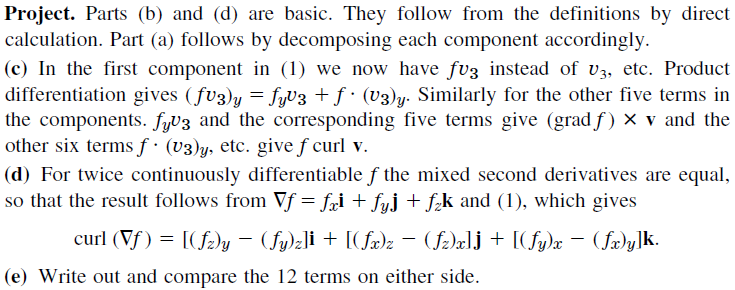 Project. Parts (b) and (d) are basic. They follow from the definitions by direct
calculation. Part (a) follows by decomposing each component accordingly.
(c) In the first component in (1) we now have fv₃ instead of v₃, etc. Product
differentiation gives (fv₃)y = fyv₃ + f · (v₃)y. Similarly for the other five terms in
the components. fyv₃ and the corresponding five terms give (grad f) × v and the
other six terms f · (v₃)y, etc. give f curl v.
(d) For twice continuously differentiable f the mixed second derivatives are equal,
so that the result follows from ∇f = fxi + fyj + fzk and (1), which gives
curl (∇f) = [(fz)y − (fy)z]i + [(fx)z − (fz)x]j + [(fy)x − (fx)y]k.
(e) Write out and compare the 12 terms on either side.